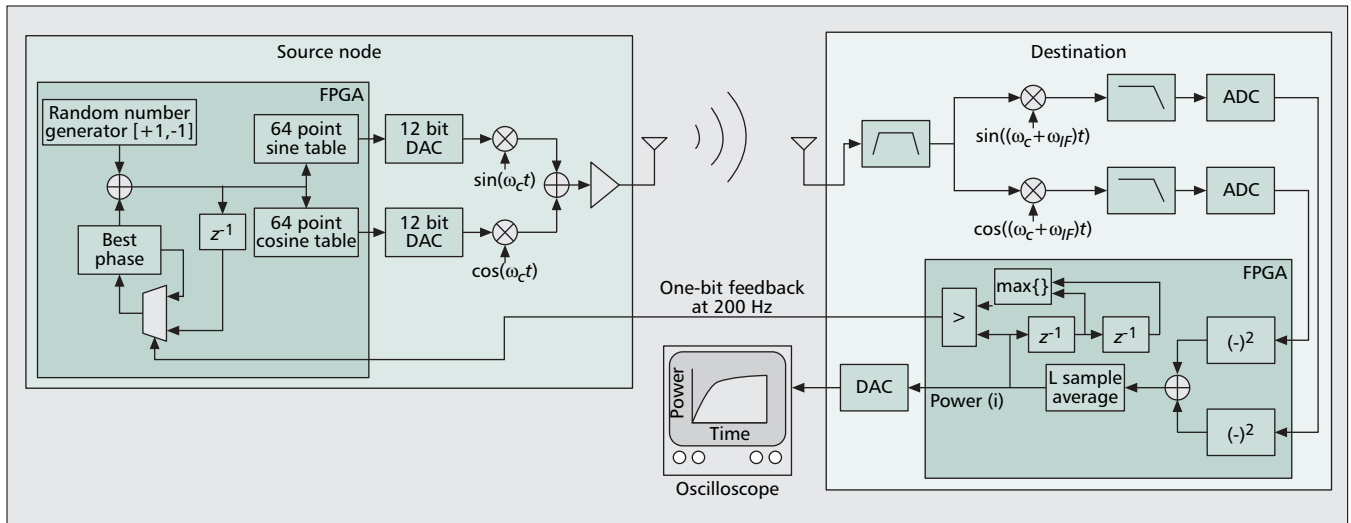 Source node
FPGA
Random number
generator [+1,-1]
64 point
sine table
12 bit
DAC
sin(ω_c t)
z⁻¹
64 point
cosine table
12 bit
DAC
cos(ω_c t)
Best
phase
One-bit feedback
at 200 Hz
Destination
ADC
sin((ω_c+ω_IF)t)
ADC
cos((ω_c+ω_IF)t)
FPGA
max{}
>
z⁻¹
z⁻¹
(-)²
L sample
average
(-)²
Power (i)
DAC
Power
Time
Oscilloscope